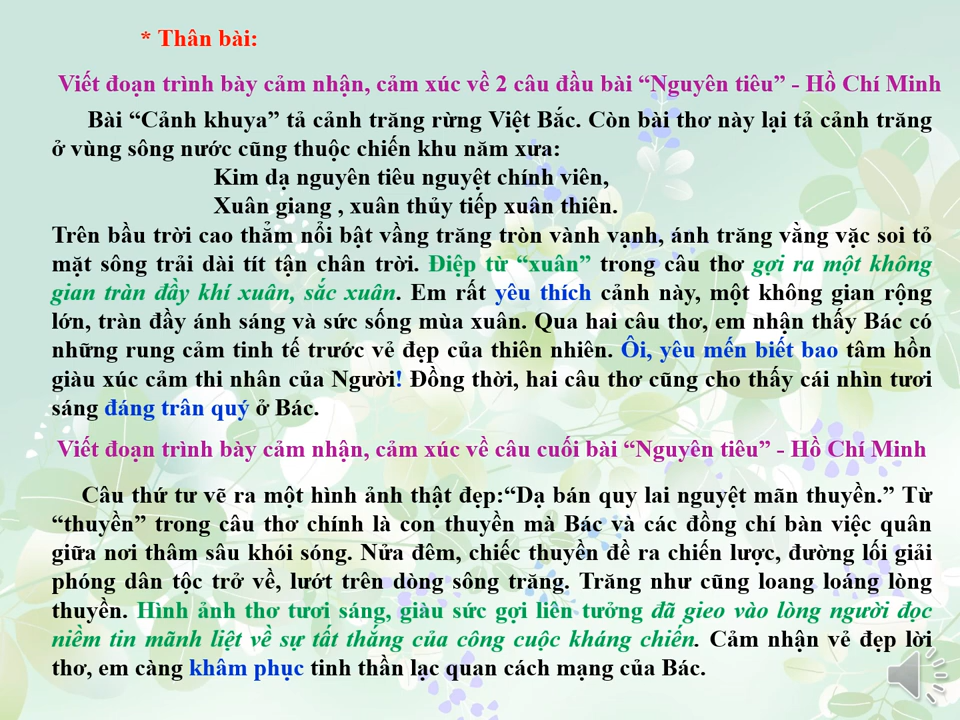 * Thân bài:
Viết đoạn trình bày cảm nhận, cảm xúc về 2 câu đầu bài “Nguyên tiêu” - Hồ Chí Minh
Bài “Cảnh khuya” tả cảnh trăng rừng Việt Bắc. Còn bài thơ này lại tả cảnh trăng
ở vùng sông nước cũng thuộc chiến khu năm xưa:
Kim dạ nguyên tiêu nguyệt chính viên,
Xuân giang , xuân thủy tiếp xuân thiên.
Trên bầu trời cao thẳm nổi bật vầng trăng tròn vành vạnh, ánh trăng vằng vặc soi tỏ
mặt sông trải dài tít tận chân trời. Điệp từ “xuân” trong câu thơ gợi ra một không
gian tràn đầy khí xuân, sắc xuân. Em rất yêu thích cảnh này, một không gian rộng
lớn, tràn đầy ánh sáng và sức sống mùa xuân. Qua hai câu thơ, em nhận thấy Bác có
những rung cảm tinh tế trước vẻ đẹp của thiên nhiên. Ôi, yêu mến biết bao tâm hồn
giàu xúc cảm thi nhân của Người! Đồng thời, hai câu thơ cũng cho thấy cái nhìn tươi
sáng đáng trân quý ở Bác.
Viết đoạn trình bày cảm nhận, cảm xúc về câu cuối bài “Nguyên tiêu” - Hồ Chí Minh
Câu thứ tư vẽ ra một hình ảnh thật đẹp:“Dạ bán quy lai nguyệt mãn thuyền.” Từ
“thuyền” trong câu thơ chính là con thuyền mà Bác và các đồng chí bàn việc quân
giữa nơi thâm sâu khói sóng. Nửa đêm, chiếc thuyền đề ra chiến lược, đường lối giải
phóng dân tộc trở về, lướt trên dòng sông trăng. Trăng như cũng loang loáng lòng
thuyền. Hình ảnh thơ tươi sáng, giàu sức gợi liên tưởng đã gieo vào lòng người đọc
niềm tin mãnh liệt về sự tất thắng của công cuộc kháng chiến. Cảm nhận vẻ đẹp lời
thơ, em càng khâm phục tinh thần lạc quan cách mạng của Bác.